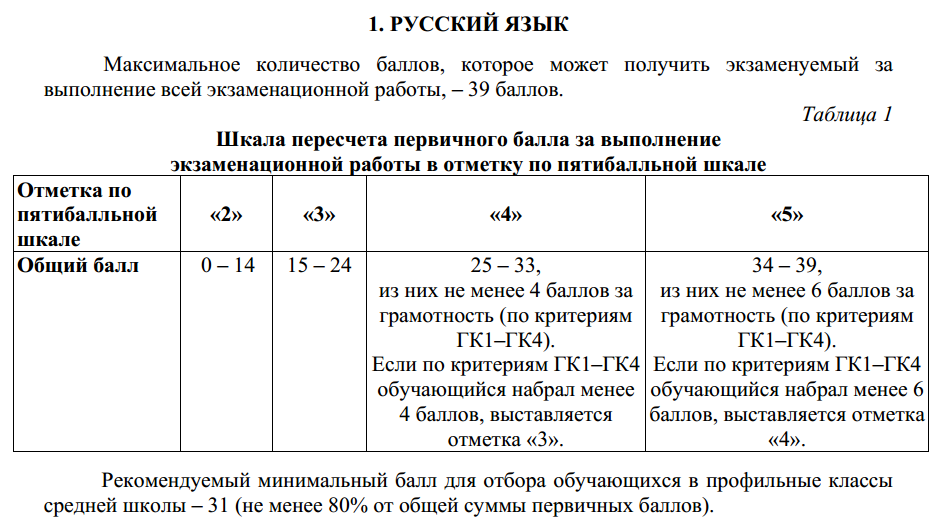 1. РУССКИЙ ЯЗЫК
Максимальное количество баллов, которое может получить экзаменуемый за
выполнение всей экзаменационной работы, – 39 баллов.
Таблица 1
Шкала пересчета первичного балла за выполнение
экзаменационной работы в отметку по пятибалльной шкале
Отметка по
пятибалльной
шкале
«2»
«3»
«4»
«5»
Общий балл
0 – 14
15 – 24
25 – 33,
из них не менее 4 баллов за
грамотность (по критериям
ГК1–ГК4).
Если по критериям ГК1–ГК4
обучающийся набрал менее
4 баллов, выставляется
отметка «3».
34 – 39,
из них не менее 6 баллов за
грамотность (по критериям
ГК1–ГК4).
Если по критериям ГК1–ГК4
обучающийся набрал менее 6
баллов, выставляется отметка
«4».
Рекомендуемый минимальный балл для отбора обучающихся в профильные классы
средней школы – 31 (не менее 80% от общей суммы первичных баллов).